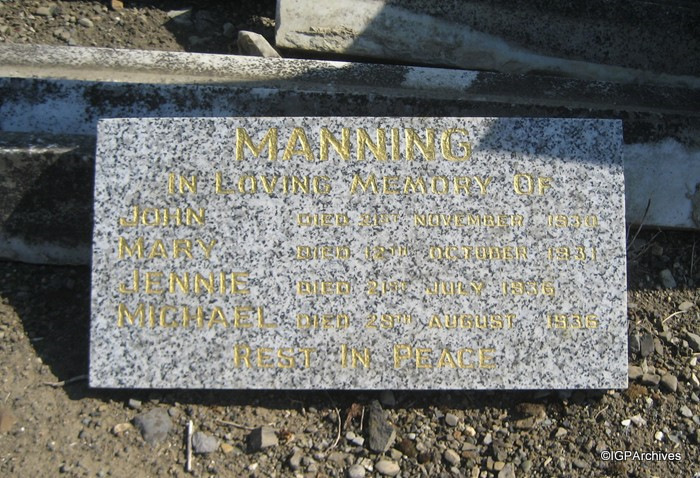 MANNING
IN LOVING MEMORY OF
JOHN DIED 21ST NOVEMBER 1930
MARY DIED 12TH OCTOBER 1931
JENNIE DIED 21ST JULY 1936
MICHAEL DIED 29TH AUGUST 1936
REST IN PEACE
©IGPArchives